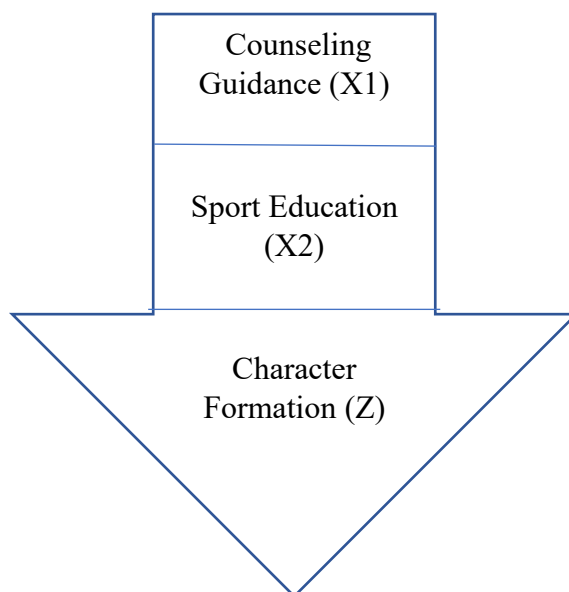 Counseling
Guidance (X1)
Sport Education
(X2)
Character
Formation (Z)